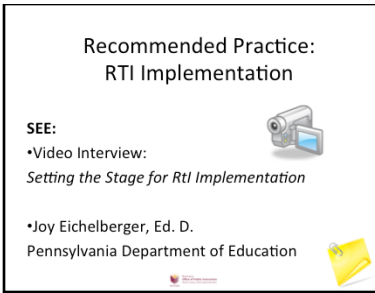 Recommended Practice:
RTI Implementation
SEE:
•Video Interview:
Setting the Stage for RtI Implementation
•Joy Eichelberger, Ed. D.
Pennsylvania Department of Education